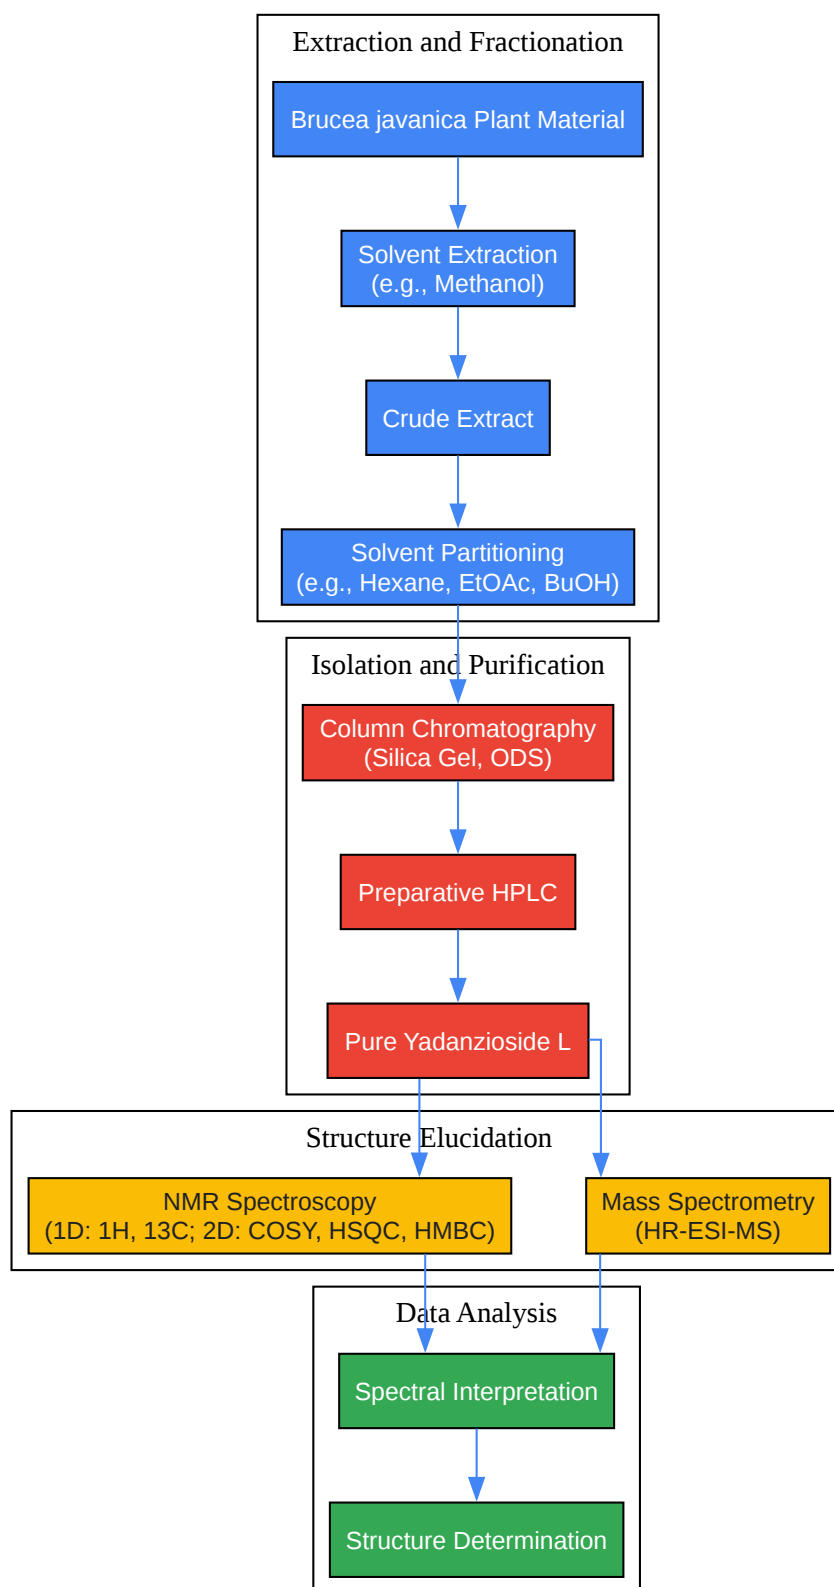 Extraction and Fractionation
Brucea javanica Plant Material
Solvent Extraction
(e.g., Methanol)
Crude Extract
Solvent Partitioning
(e.g., Hexane, EtOAc, BuOH)
Isolation and Purification
Column Chromatography
(Silica Gel, ODS)
Preparative HPLC
Pure Yadanzioside L
Structure Elucidation
NMR Spectroscopy
(1D: 1H, 13C; 2D: COSY, HSQC, HMBC)
Mass Spectrometry
(HR-ESI-MS)
Data Analysis
Spectral Interpretation
Structure Determination